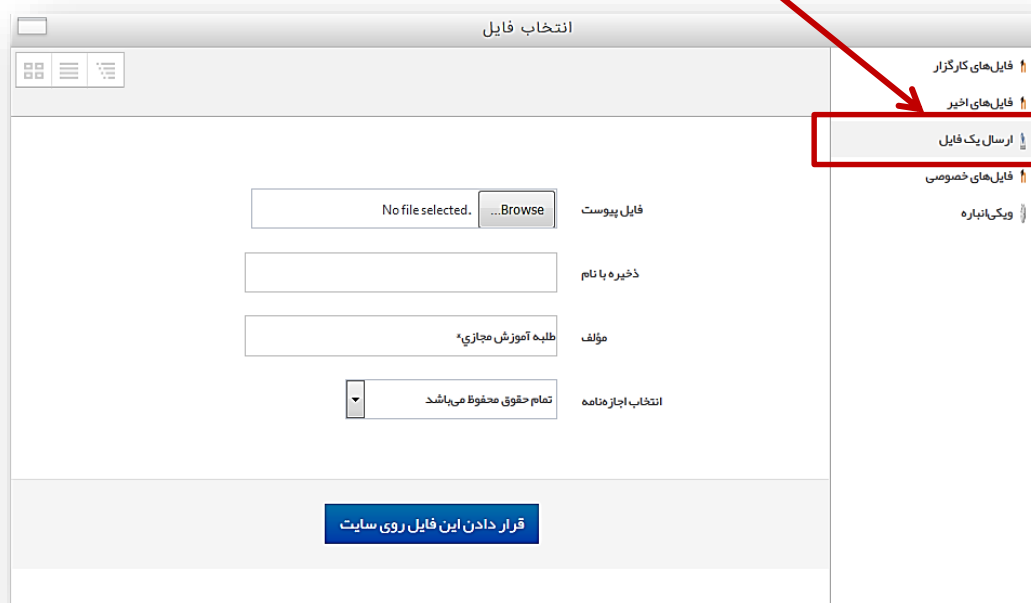 انتخاب فایل
فایل‌های کارگزار
فایل‌های اخیر
ارسال یک فایل
فایل‌های خصوصی
ویکی‌انباره
فایل پیوست
Browse... No file selected.
ذخیره با نام
مؤلف
طلبه آموزش مجازي*
انتخاب اجازه‌نامه
تمام حقوق محفوظ می‌باشد
قرار دادن این فایل روی سایت